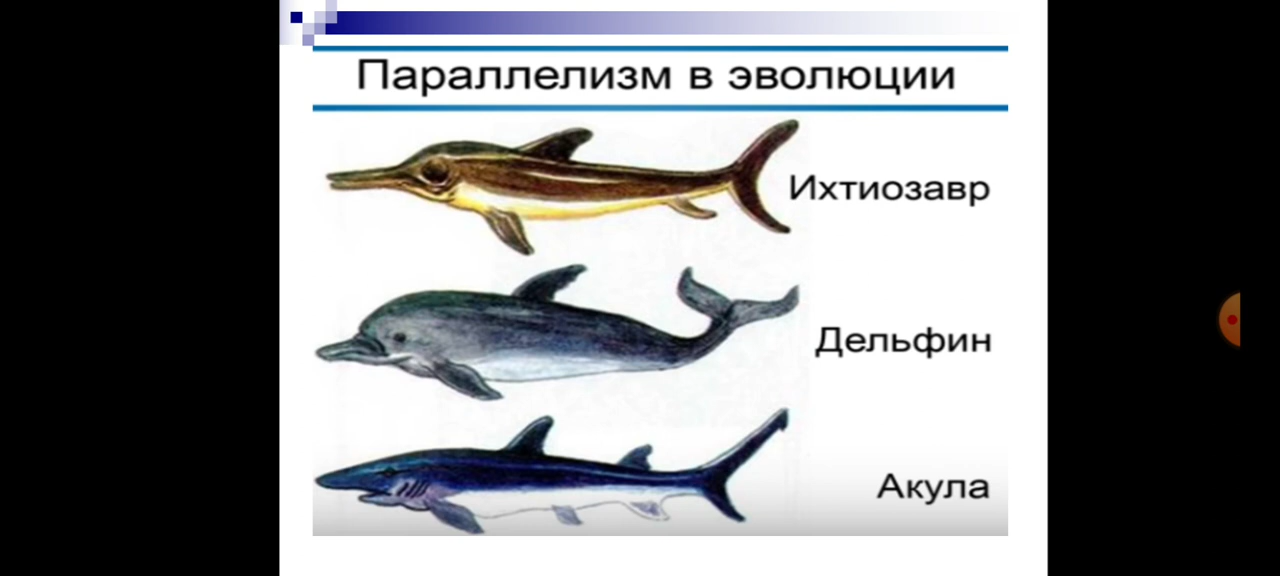 Параллелизм в эволюции
Ихтиозавр
Дельфин
Акула